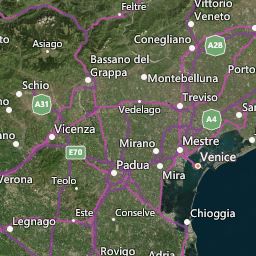 Feltre
Vittorio
Veneto
Asiago
Conegliano
A28
Bassano del
Grappa
Porto
Montebelluna
Schio
Treviso
A31
Vedelago
San
A4
Vicenza
Mirano
Mestre
E70
Venice
Padua
Mira
Verona
Teolo
Legnago
Este
Conselve
Chioggia
Rovigo
Adria